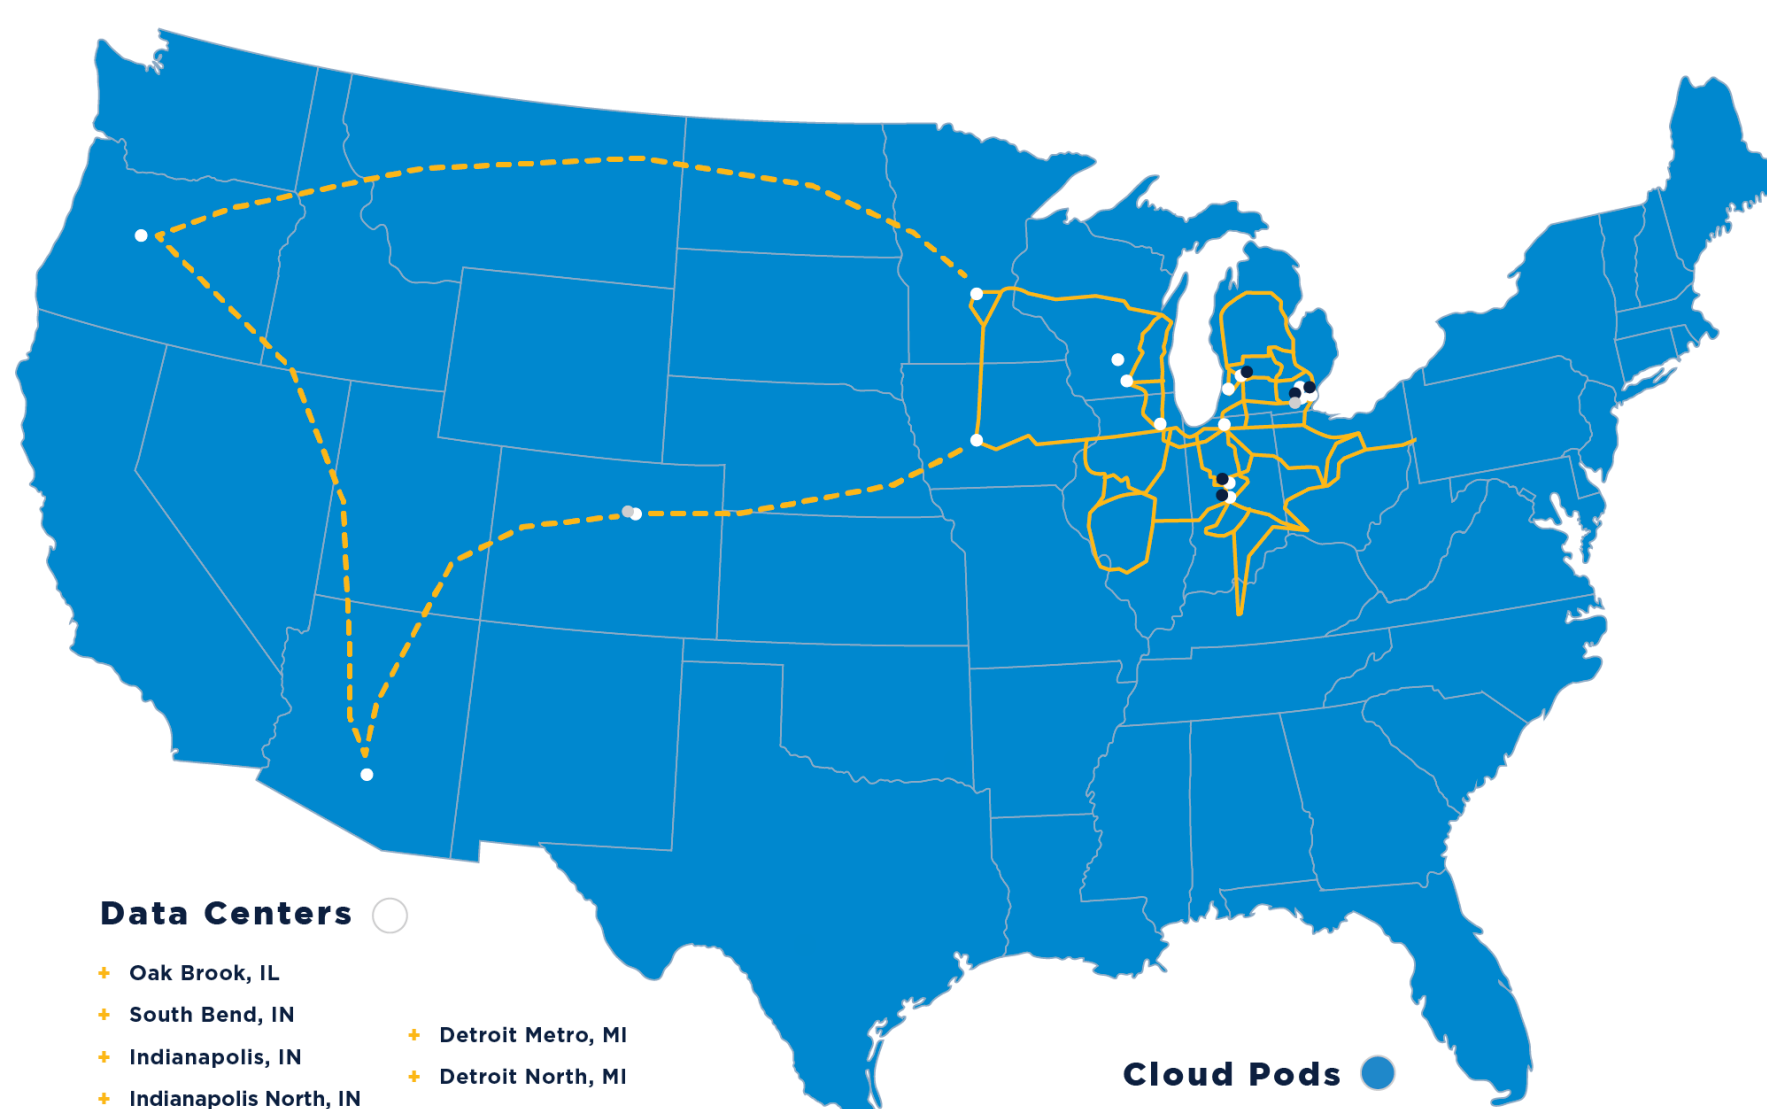 Data Centers
Oak Brook, IL
South Bend, IN
Indianapolis, IN
Indianapolis North, IN
Detroit Metro, MI
Detroit North, MI
Cloud Pods